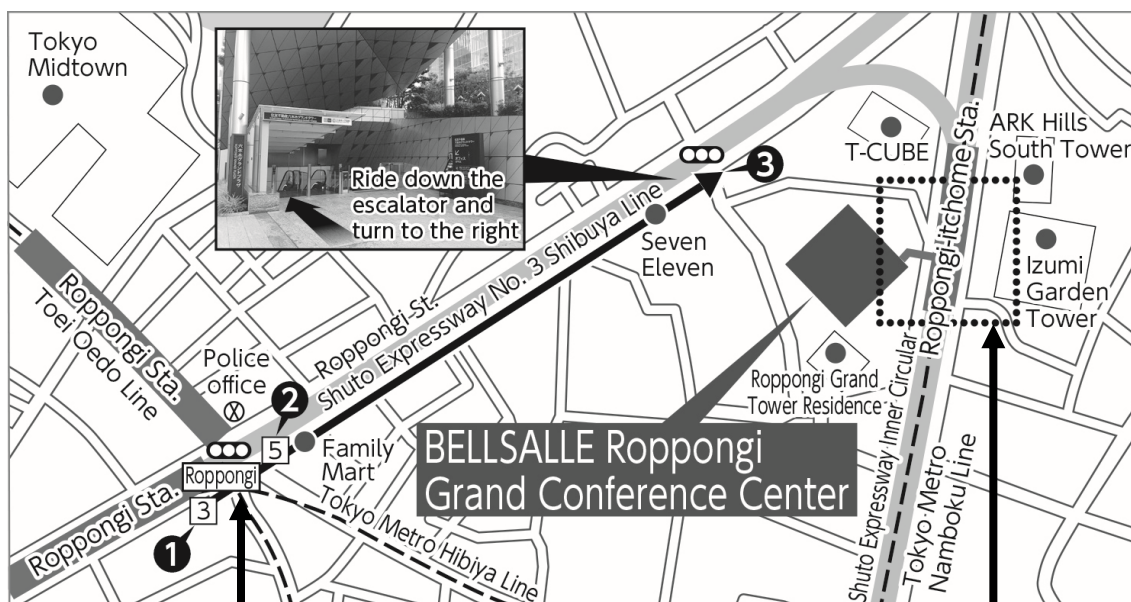 Tokyo
Midtown
Ride down the
escalator and
turn to the right
3
T-CUBE
ARK Hills
South Tower
Roppongi-itchome Sta.
Seven
Eleven
Izumi
Garden
Tower
Roppongi Sta.
Toei Oedo Line
Police
office
Roppongi St.
Shuto Expressway No. 3 Shibuya Line
2
5
Family
Mart
Roppongi Grand
Tower Residence
BELLSALLE Roppongi
Grand Conference Center
Roppongi
3
1
Roppongi Sta.
Tokyo Metro Hibiya Line
Shuto Expressway Inner Circular
Tokyo Metro
Namboku Line